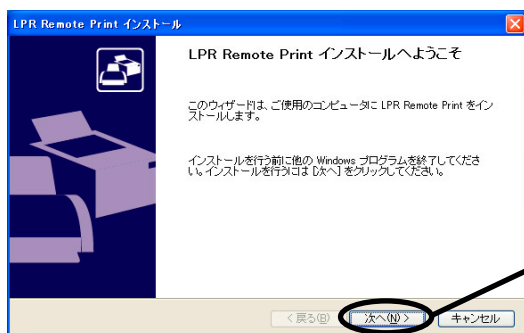 LPR Remote Print インストール
LPR Remote Print インストールへようこそ
このウィザードは、ご使用のコンピュータに LPR Remote Print をイン
ストールします。
インストールを行う前に他の Windows プログラムを終了してくださ
い。インストールを行うには [次へ] をクリックしてください。
< 戻る(B)
次へ(N) >
キャンセル